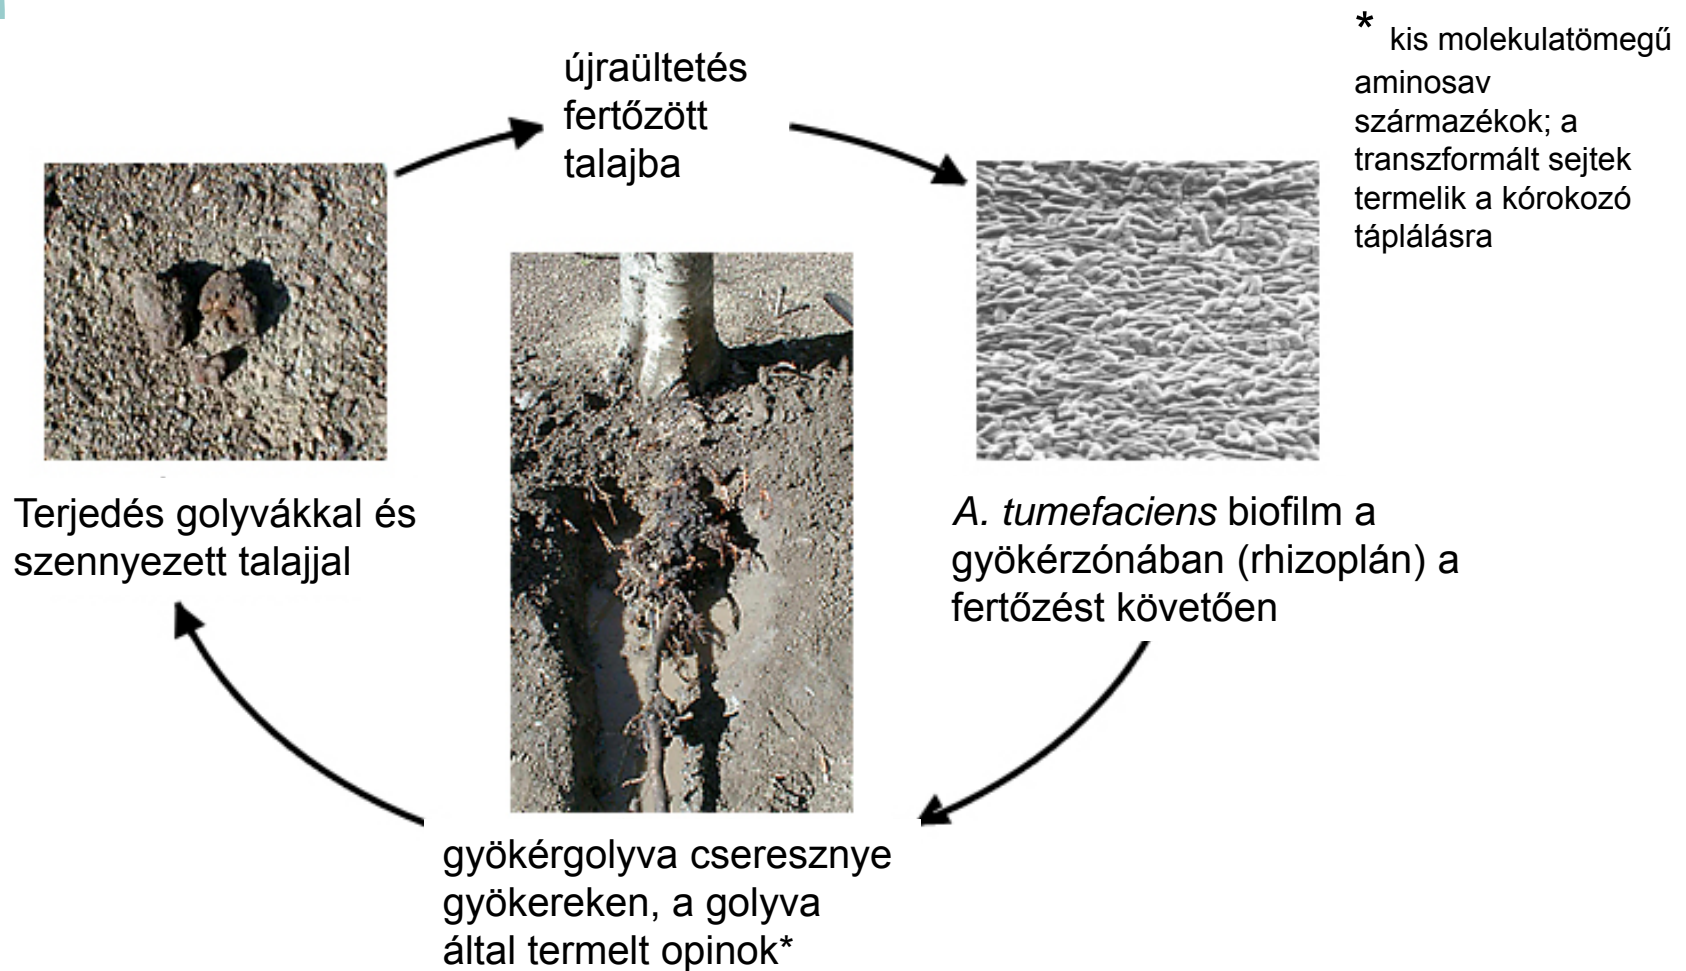 újraültetés
fertőzött
talajba
* kis molekulatömegű
aminosav
származékok; a
transzformált sejtek
termelik a kórokozó
táplálásra
Terjedés golyvákkal és
szennyezett talajjal
A. tumefaciens biofilm a
gyökérzónában (rhizoplán) a
fertőzést követően
gyökérgolyva cseresznye
gyökereken, a golyva
által termelt opinok*